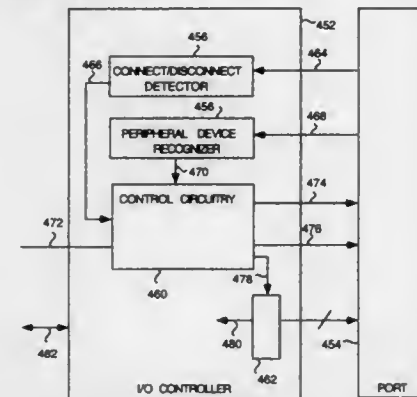 456
452
466
CONNECT/DISCONNECT
DETECTOR
464
456
468
PERIPHERAL DEVICE
RECOGNIZER
470
474
CONTROL CIRCUITRY
472
476
478
460
482
480
462
454
I/O CONTROLLER
PORT